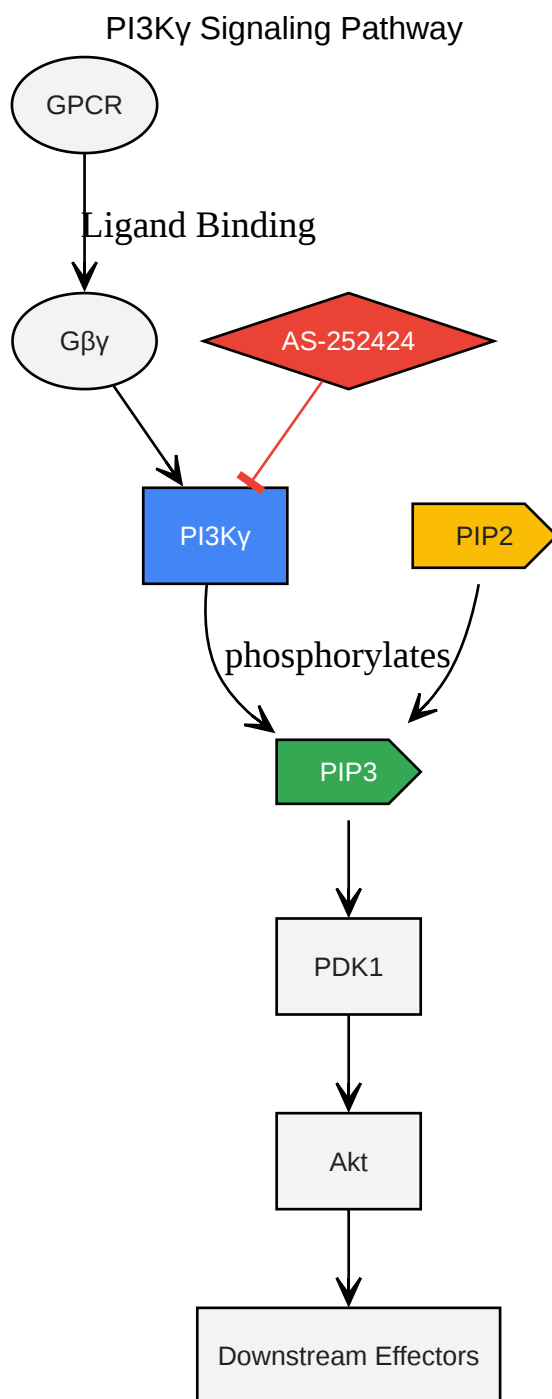 PI3Kγ Signaling Pathway
GPCR
Ligand Binding
Gβγ
AS-252424
PI3Kγ
PIP2
phosphorylates
PIP3
PDK1
Akt
Downstream Effectors